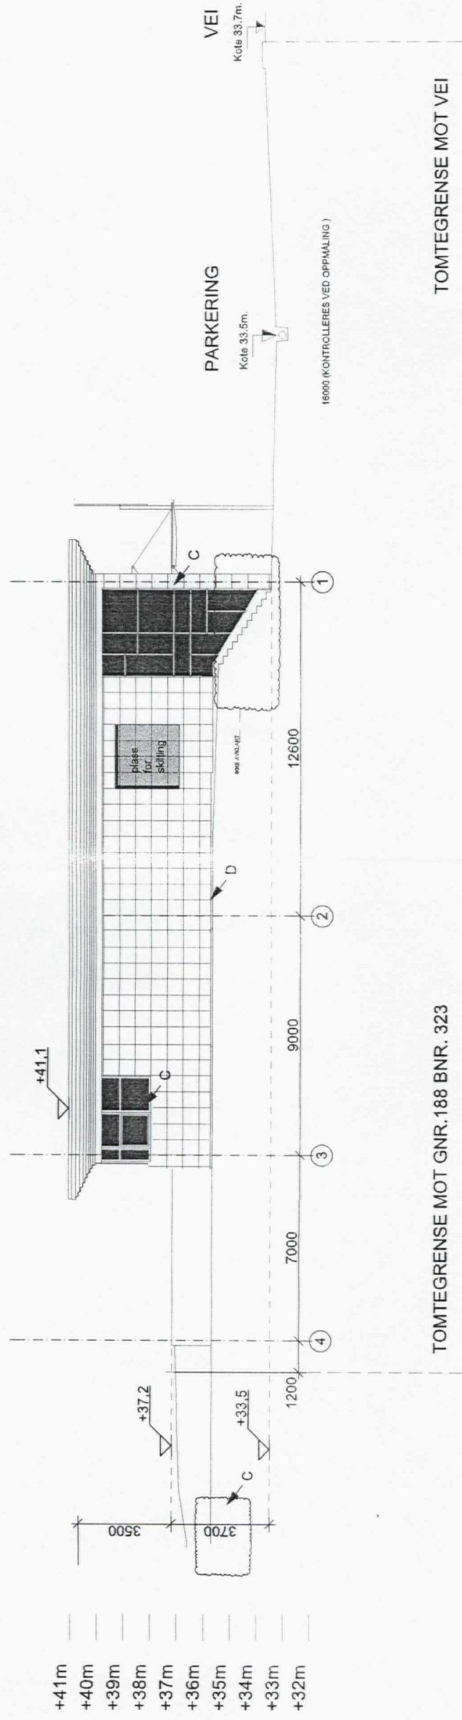 VEI
Kote 33.7m.
TOMTEGRENSE MOT VEI
PARKERING
Kote 33.5m.
16000 (KONTROLLERES VED OPPMÅLING )
C
1
plass
for
skilting
12600
D
2
+41,1
C
9000
3
TOMTEGRENSE MOT GNR.188 BNR. 323
7000
4
1200
+37,2
+33,5
C
3500
3700
+41m
+40m
+39m
+38m
+37m
+36m
+35m
+34m
+33m
+32m